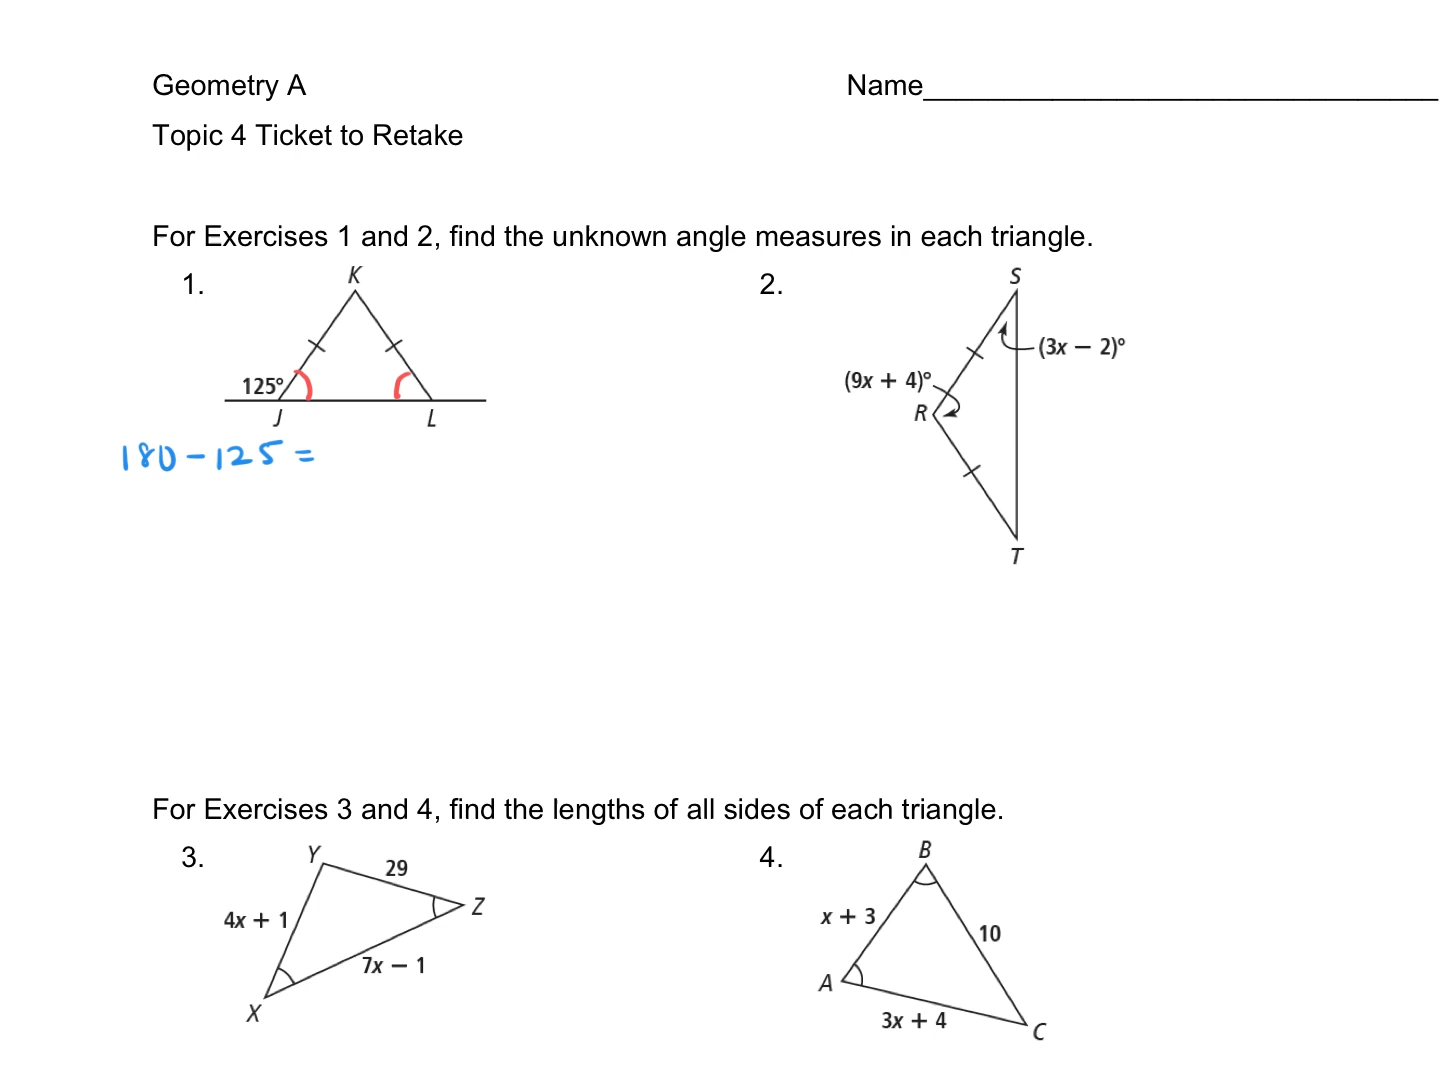 Geometry A
Name________________________________
Topic 4 Ticket to Retake
For Exercises 1 and 2, find the unknown angle measures in each triangle.
1.
K
125°
J
L
180-125=
2.
S
(3x − 2)°
(9x + 4)°
R
T
For Exercises 3 and 4, find the lengths of all sides of each triangle.
3.
Y
29
Z
4x + 1
7x − 1
X
4.
B
x + 3
10
A
3x + 4
C